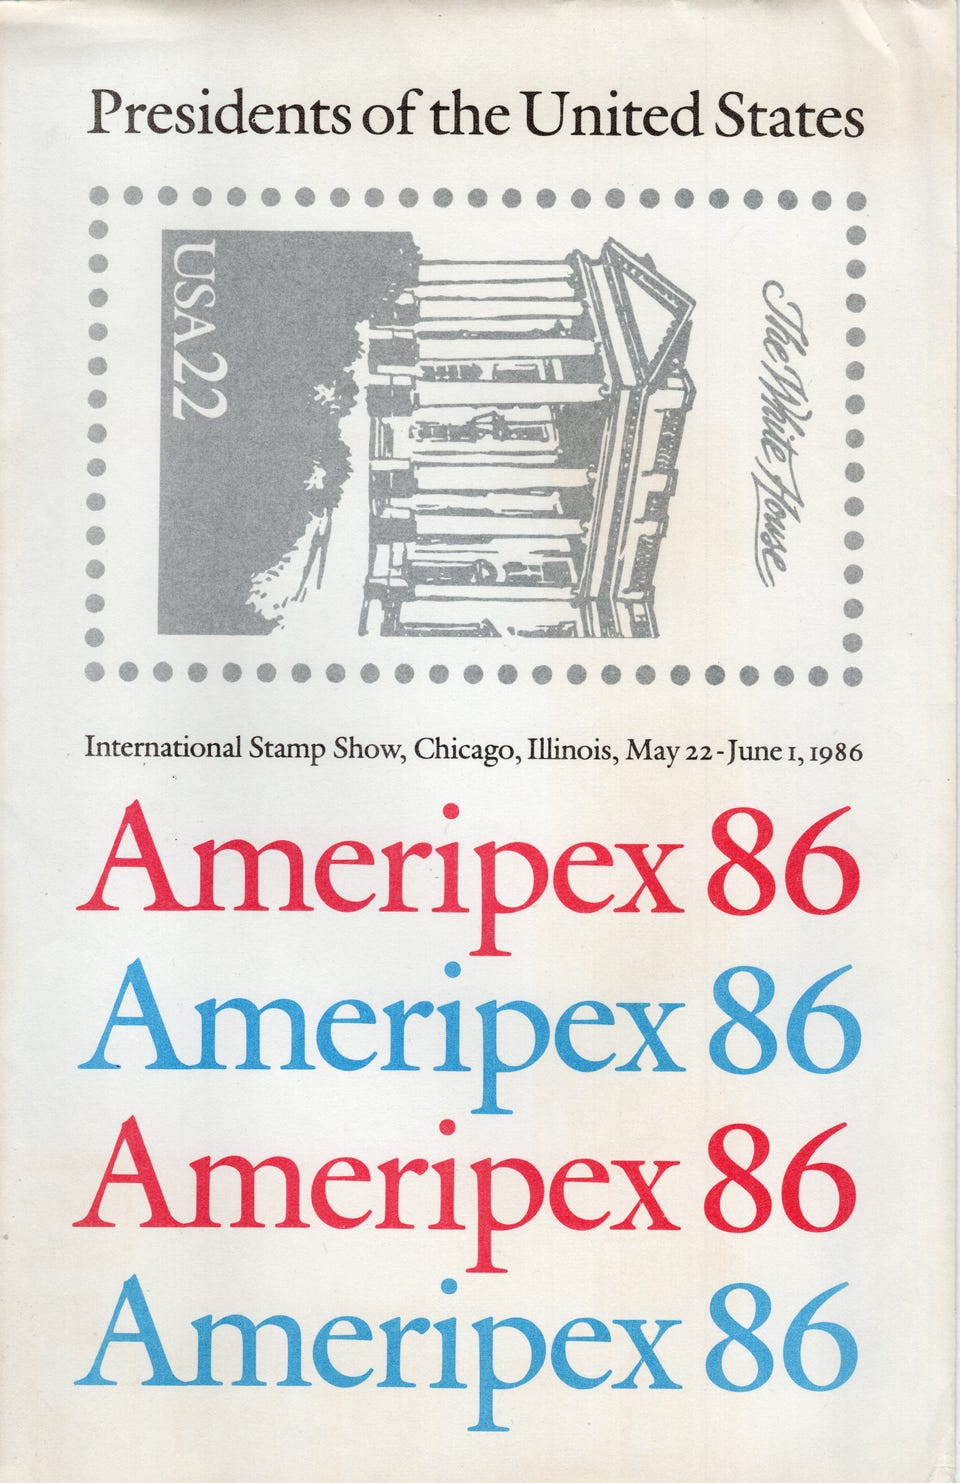 Presidents of the United States
USA 22
The White House
International Stamp Show, Chicago, Illinois, May 22-June 1, 1986
Ameripex 86
Ameripex 86
Ameripex 86
Ameripex 86